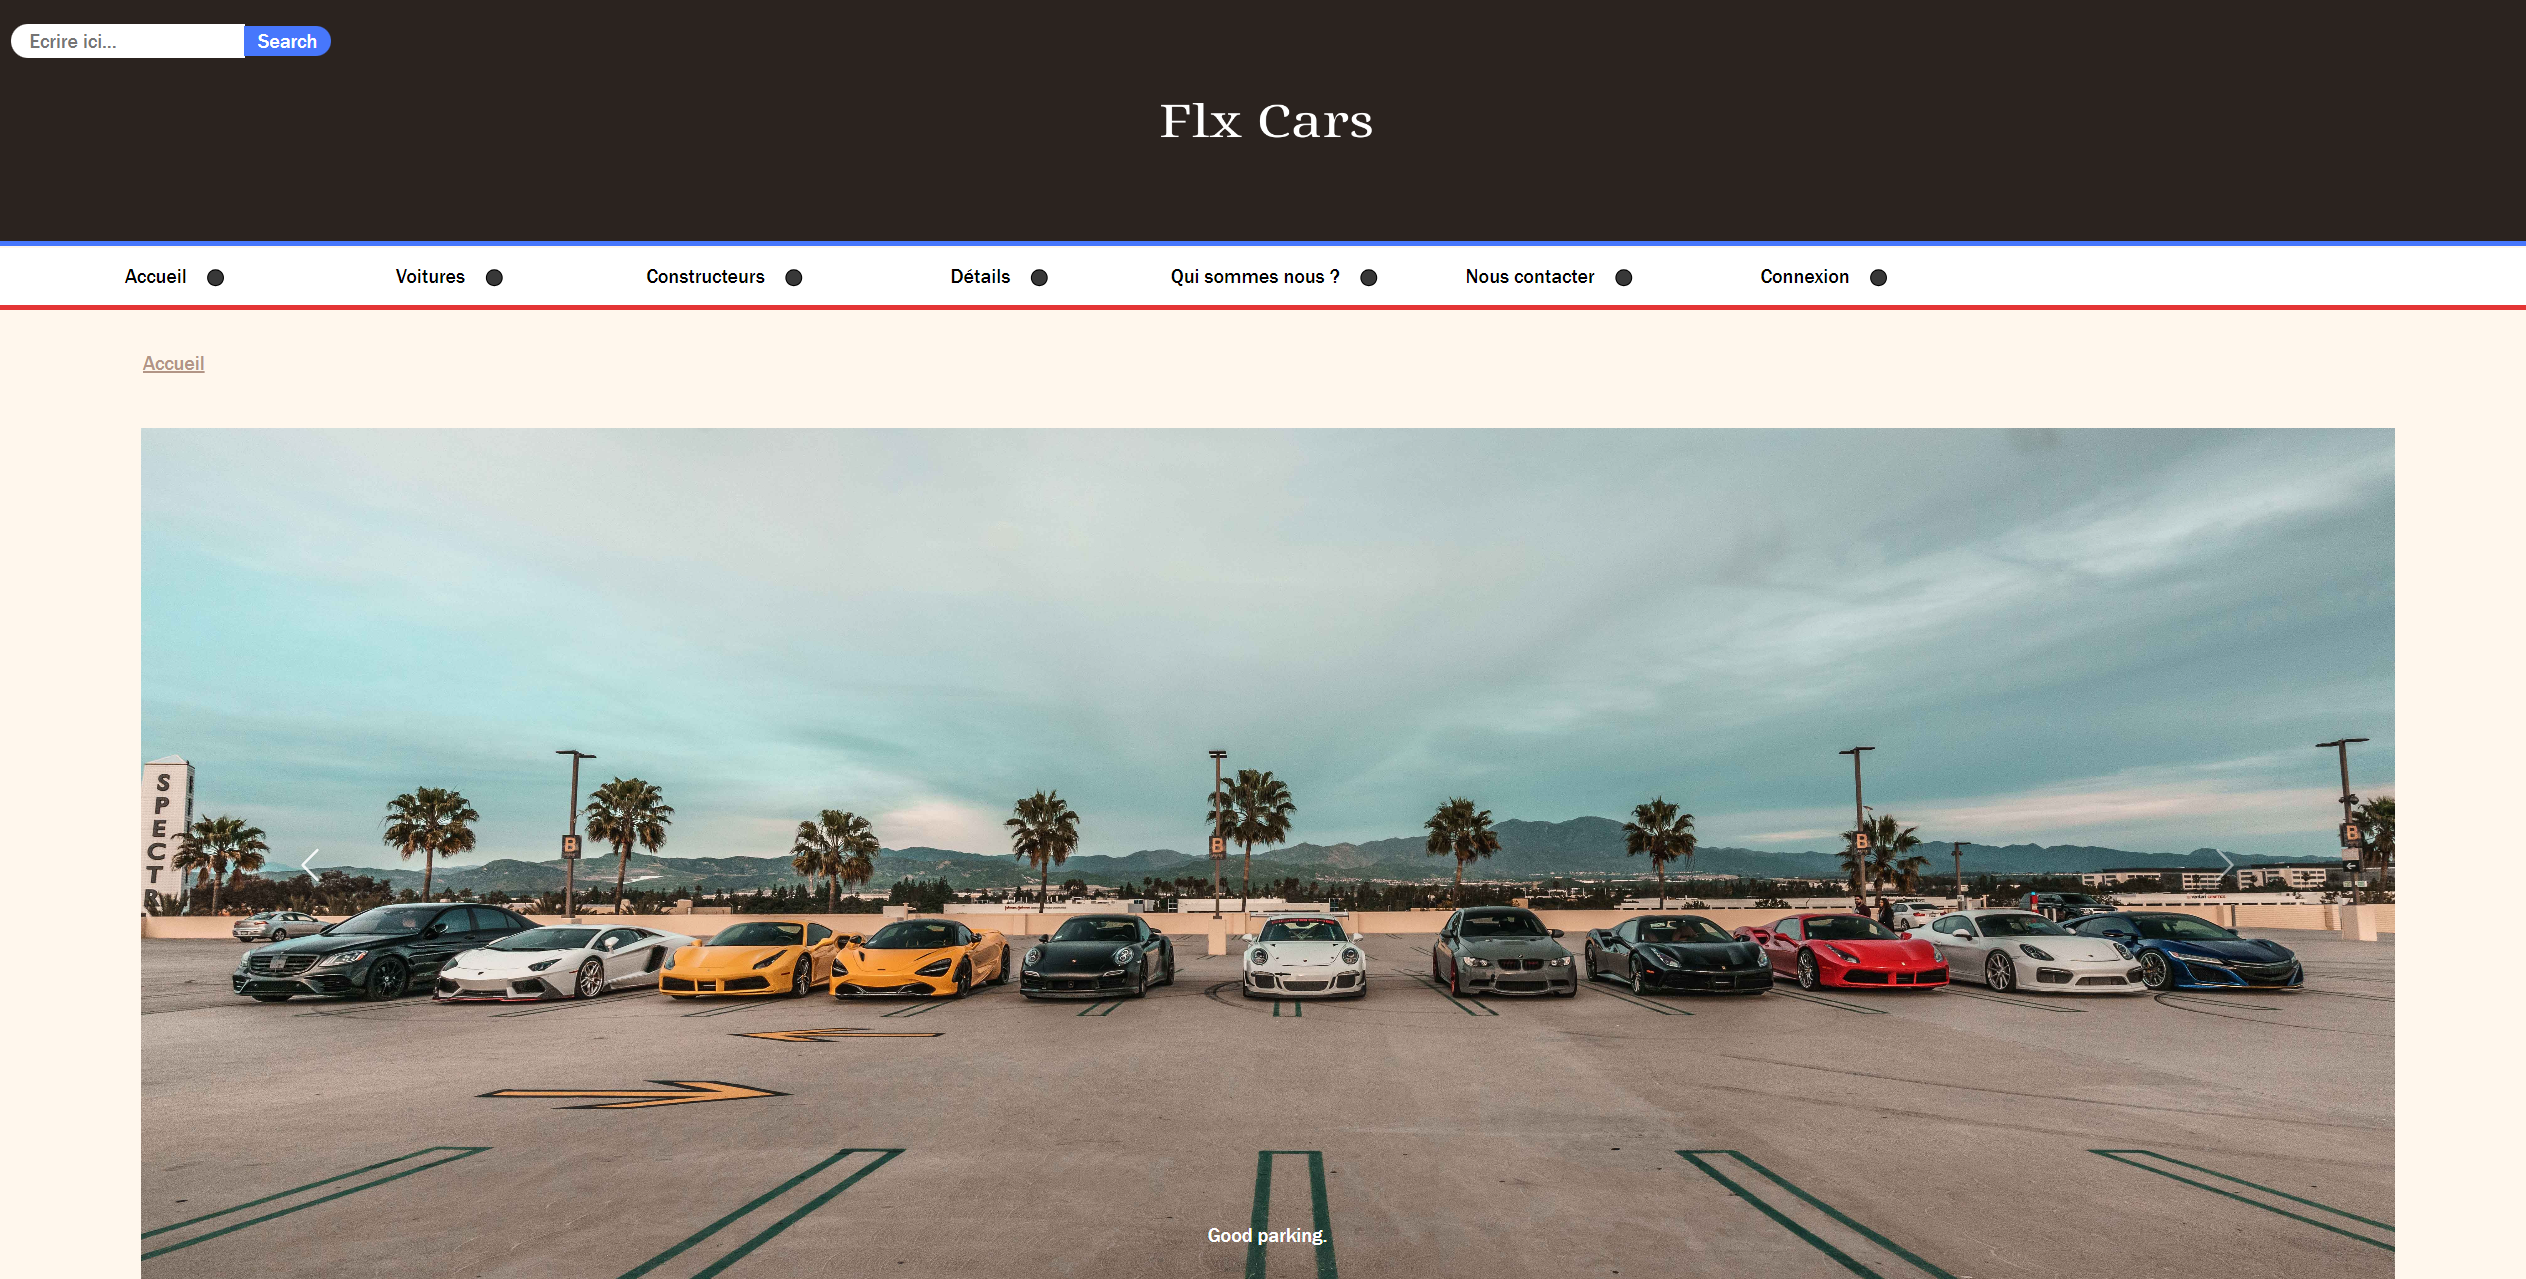 Ecrire ici...
Search
Flx Cars
Accueil
Voitures
Constructeurs
Détails
Qui sommes nous ?
Nous contacter
Connexion
Accueil
SPECTR
B
B
B
B
Good parking.